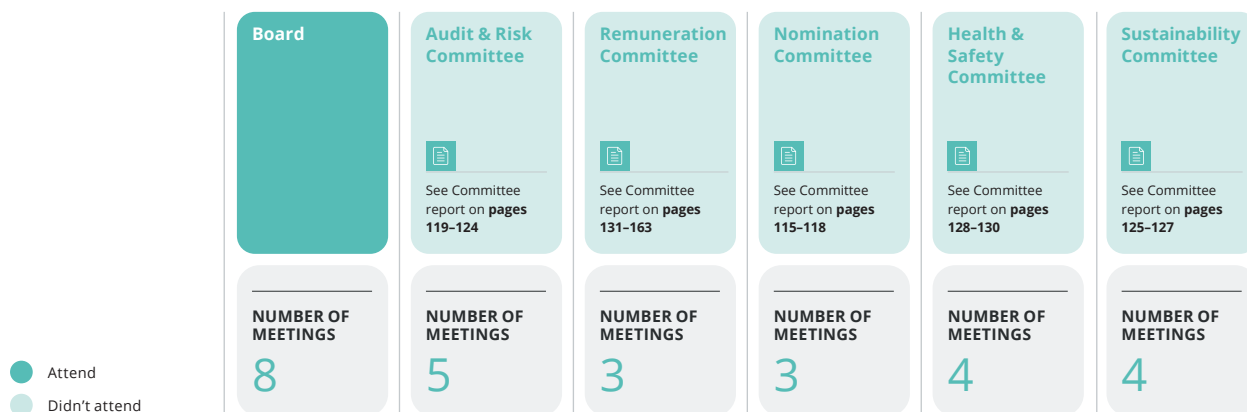 Board
Audit & Risk
Committee
See Committee
report on pages
119–124
Remuneration
Committee
See Committee
report on pages
131–163
Nomination
Committee
See Committee
report on pages
115–118
Health &
Safety
Committee
See Committee
report on pages
128–130
Sustainability
Committee
See Committee
report on pages
125–127
NUMBER OF
MEETINGS
8
NUMBER OF
MEETINGS
5
NUMBER OF
MEETINGS
3
NUMBER OF
MEETINGS
3
NUMBER OF
MEETINGS
4
NUMBER OF
MEETINGS
4
Attend
Didn’t attend